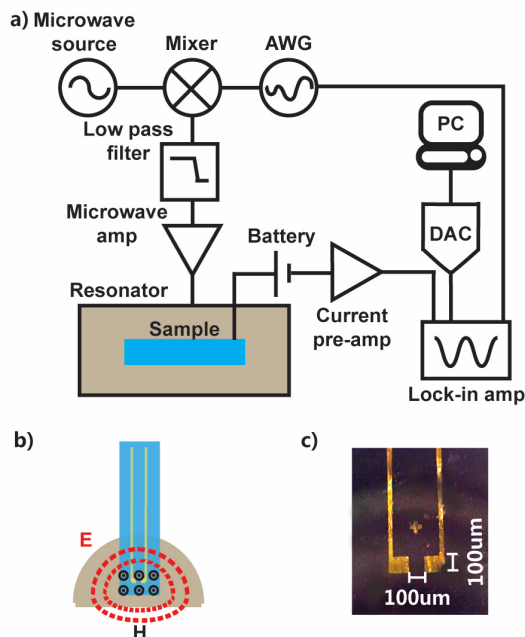 a) Microwave
source
Mixer
AWG
Low pass
filter
PC
Microwave
amp
DAC
Battery
Resonator
Sample
Current
pre-amp
Lock-in amp
b)
E
H
c)
100um
100um